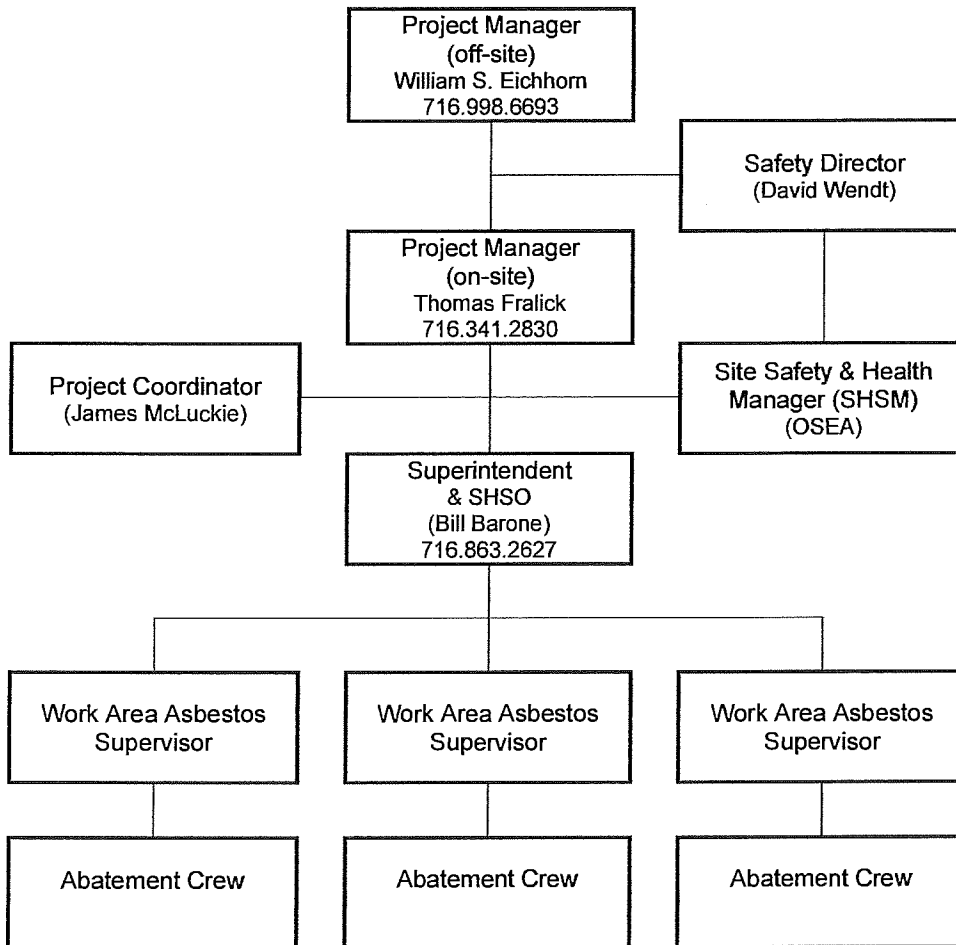 Project Manager
(off-site)
William S. Eichhorn
716.998.6693
Safety Director
(David Wendt)
Project Manager
(on-site)
Thomas Fralick
716.341.2830
Project Coordinator
(James McLuckie)
Site Safety & Health
Manager (SHSM)
(OSEA)
Superintendent
& SHSO
(Bill Barone)
716.863.2627
Work Area Asbestos
Supervisor
Work Area Asbestos
Supervisor
Work Area Asbestos
Supervisor
Abatement Crew
Abatement Crew
Abatement Crew